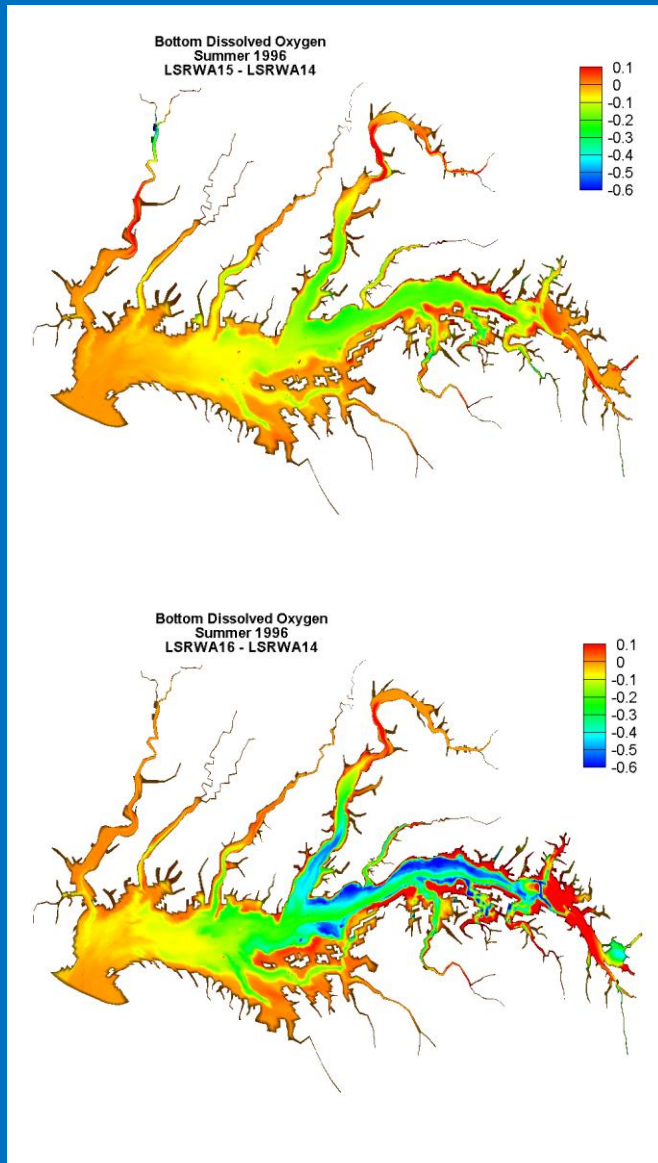 Bottom Dissolved Oxygen
Summer 1996
LSRWA15 - LSRWA14
0.1
0
-0.1
-0.2
-0.3
-0.4
-0.5
-0.6
Bottom Dissolved Oxygen
Summer 1996
LSRWA16 - LSRWA14
0.1
0
-0.1
-0.2
-0.3
-0.4
-0.5
-0.6